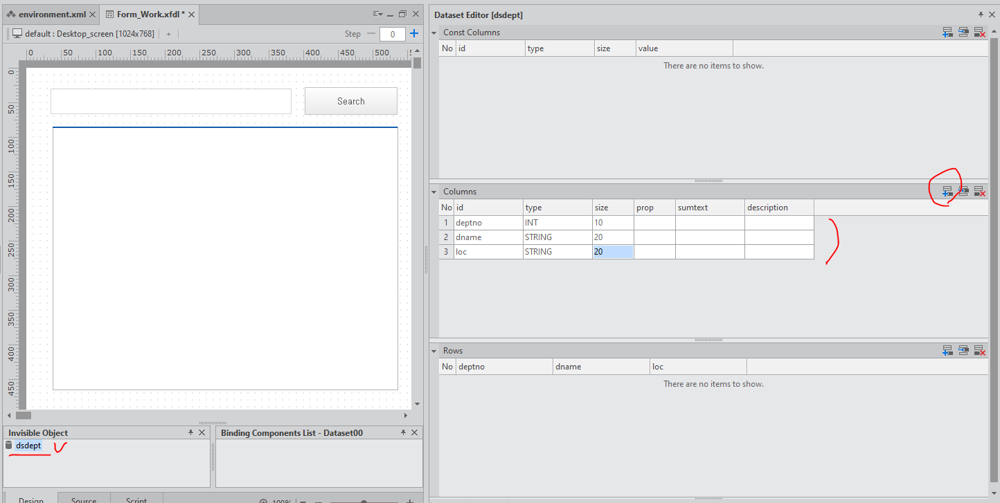 environment.xml
Form_Work.xfdl *
default : Desktop_screen [1024x768]
+
Step
0
0 50 100 150 200 250 300 350 400 450 500
0
50
100
150
200
250
300
350
400
450
Search
Invisible Object
dsdept
Binding Components List - Dataset00
Design
Source
Script
100%
Dataset Editor [dsdept]
Const Columns
No id type size value
There are no items to show.
Columns
No id type size prop sumtext description
1 deptno INT 10
2 dname STRING 20
3 loc STRING 20
Rows
No deptno dname loc
There are no items to show.